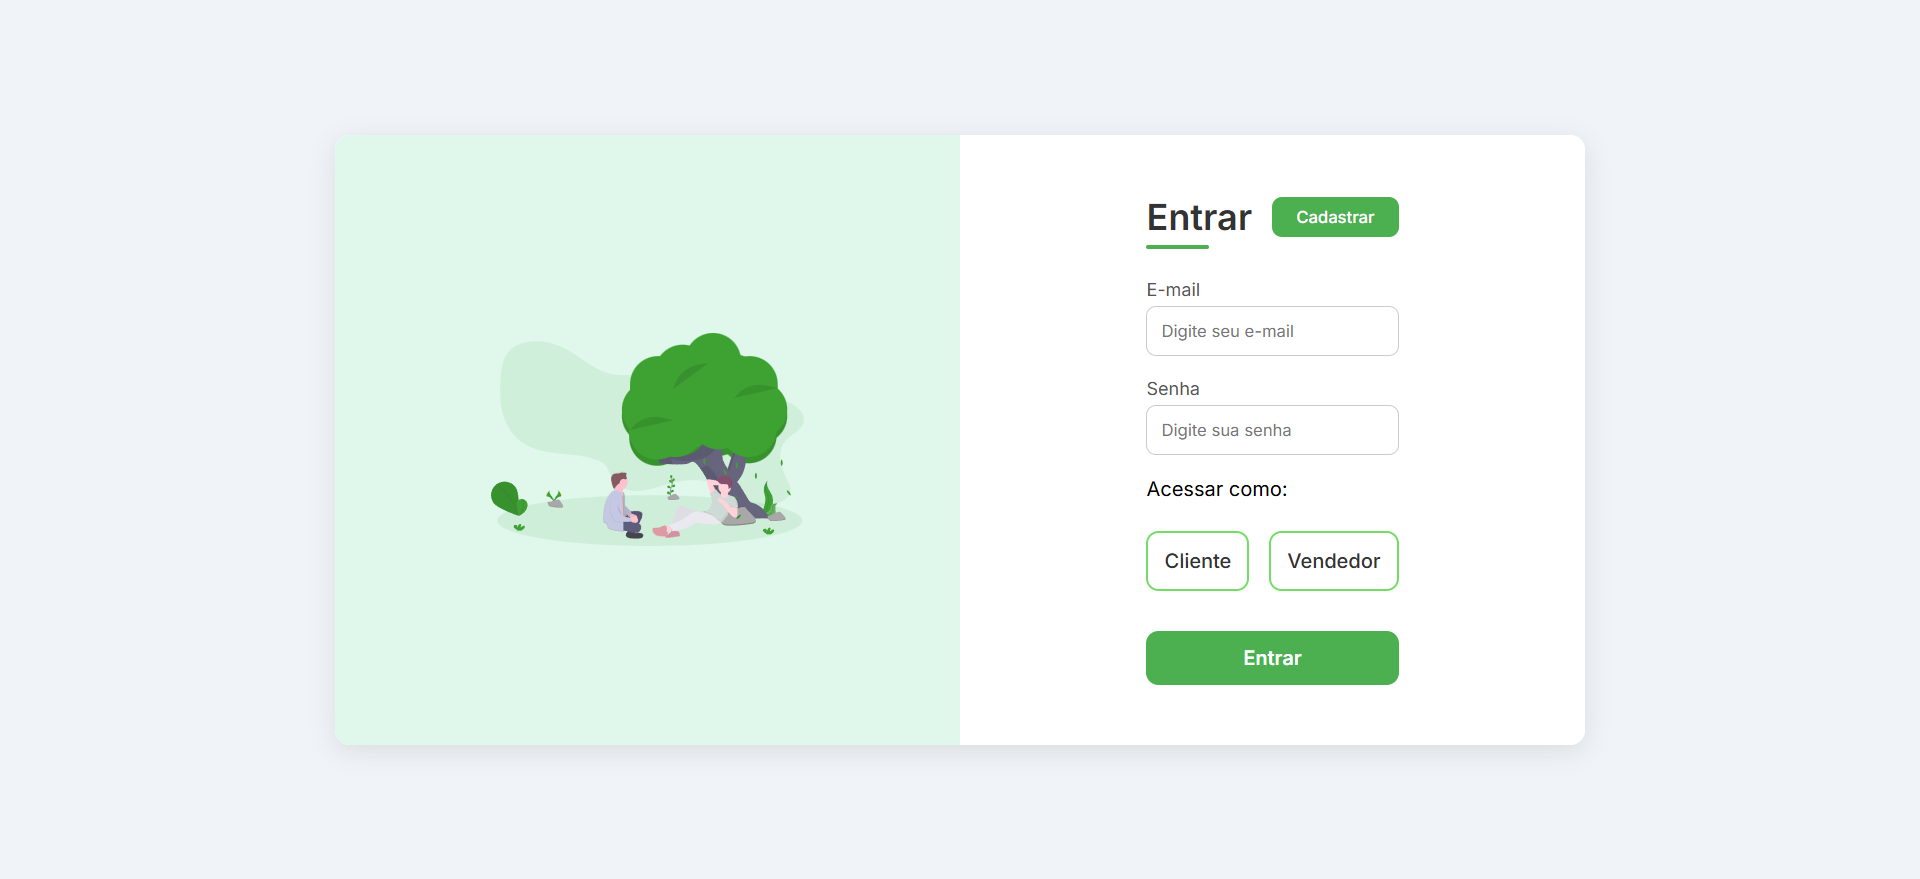 Entrar
Cadastrar
E-mail
Digite seu e-mail
Senha
Digite sua senha
Acessar como:
Cliente
Vendedor
Entrar